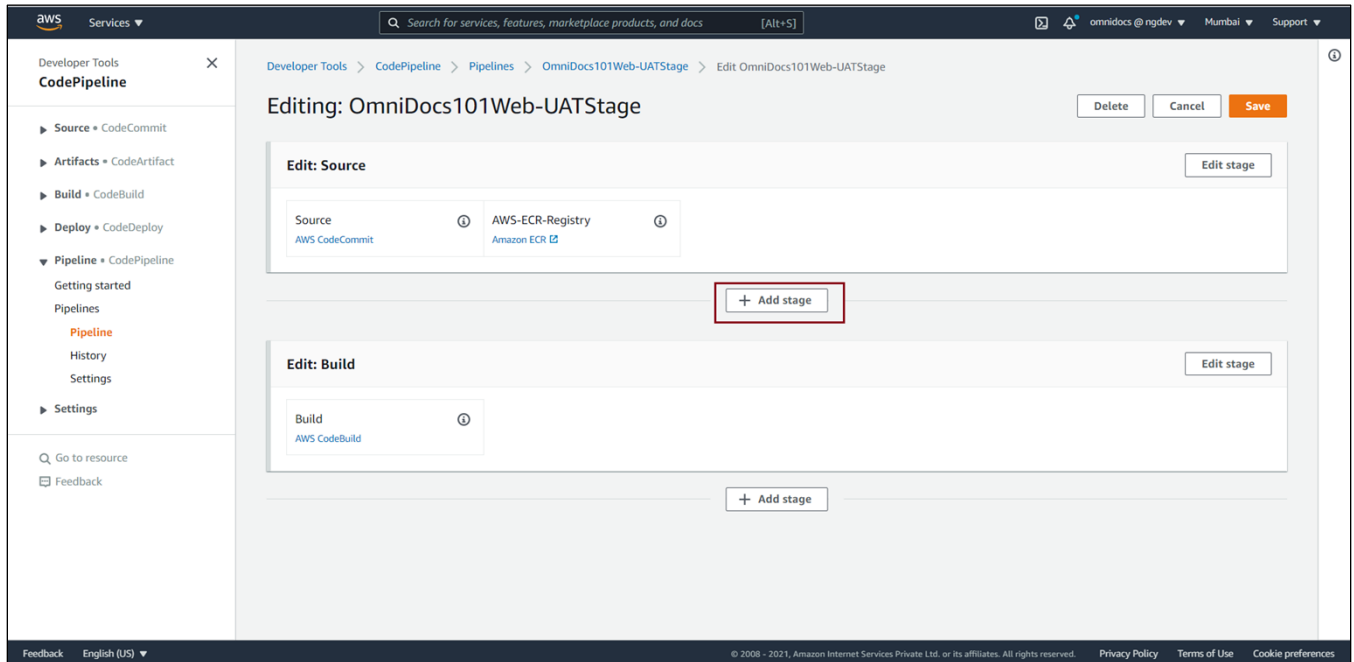 aws Services ▼ Search for services, features, marketplace products, and docs [Alt+S] omnidocs @ ngdev ▼ Mumbai ▼ Support ▼
Developer Tools
CodePipeline
Source • CodeCommit
Artifacts • CodeArtifact
Build • CodeBuild
Deploy • CodeDeploy
Pipeline • CodePipeline
Getting started
Pipelines
Pipeline
History
Settings
Settings
Go to resource
Feedback
Developer Tools > CodePipeline > Pipelines > OmniDocs101Web-UATStage > Edit OmniDocs101Web-UATStage
Editing: OmniDocs101Web-UATStage Delete Cancel Save
Edit: Source Edit stage
Source AWS-ECR-Registry
AWS CodeCommit Amazon ECR
+ Add stage
Edit: Build Edit stage
Build
AWS CodeBuild
+ Add stage
Feedback English (US) ▼ © 2008 - 2021, Amazon Internet Services Private Ltd. or its affiliates. All rights reserved. Privacy Policy Terms of Use Cookie preferences